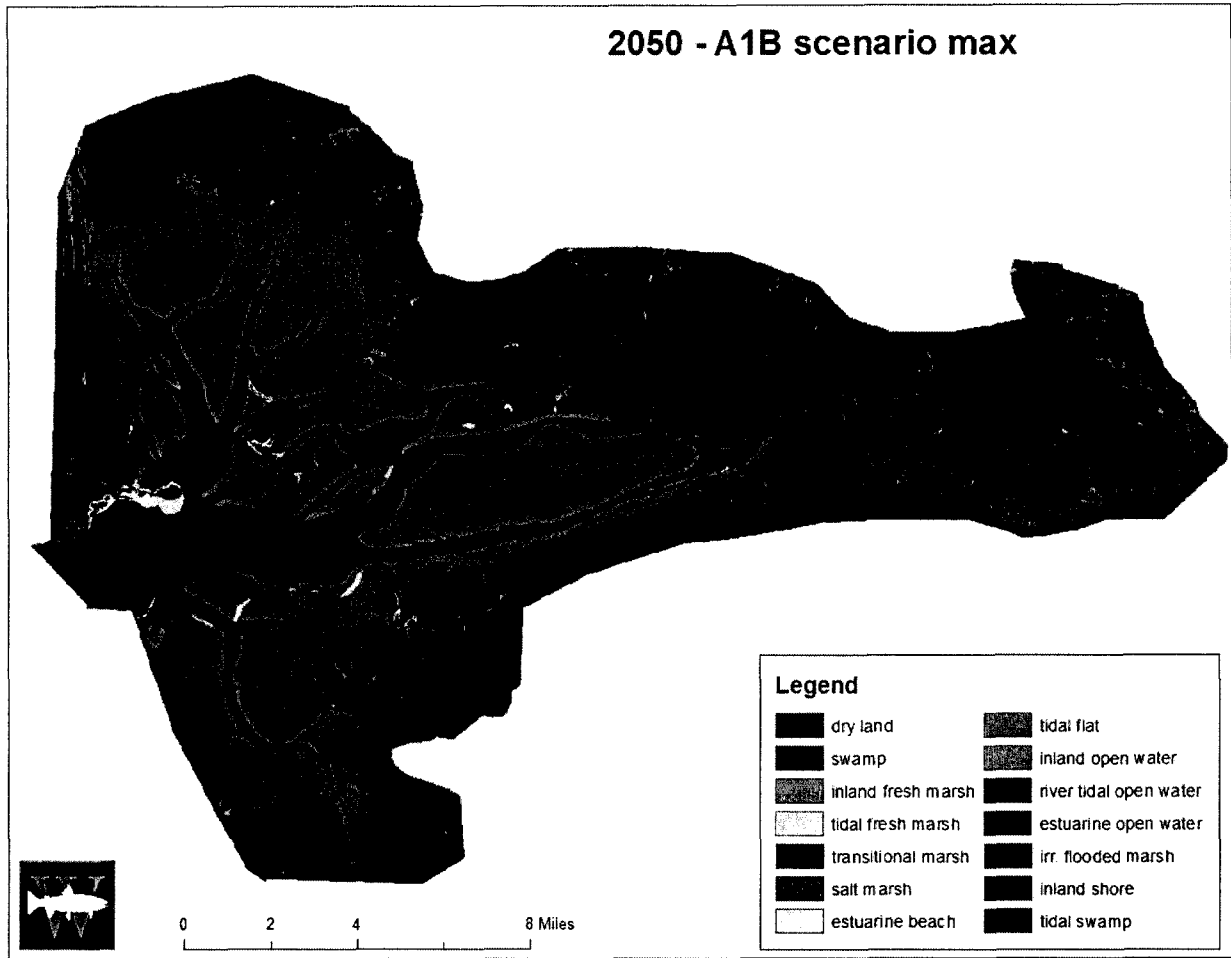 2050 - A1B scenario max
Legend
dry land
swamp
inland fresh marsh
tidal fresh marsh
transitional marsh
salt marsh
estuarine beach
tidal flat
inland open water
river tidal open water
estuarine open water
irr. flooded marsh
inland shore
tidal swamp
0 2 4 8 Miles